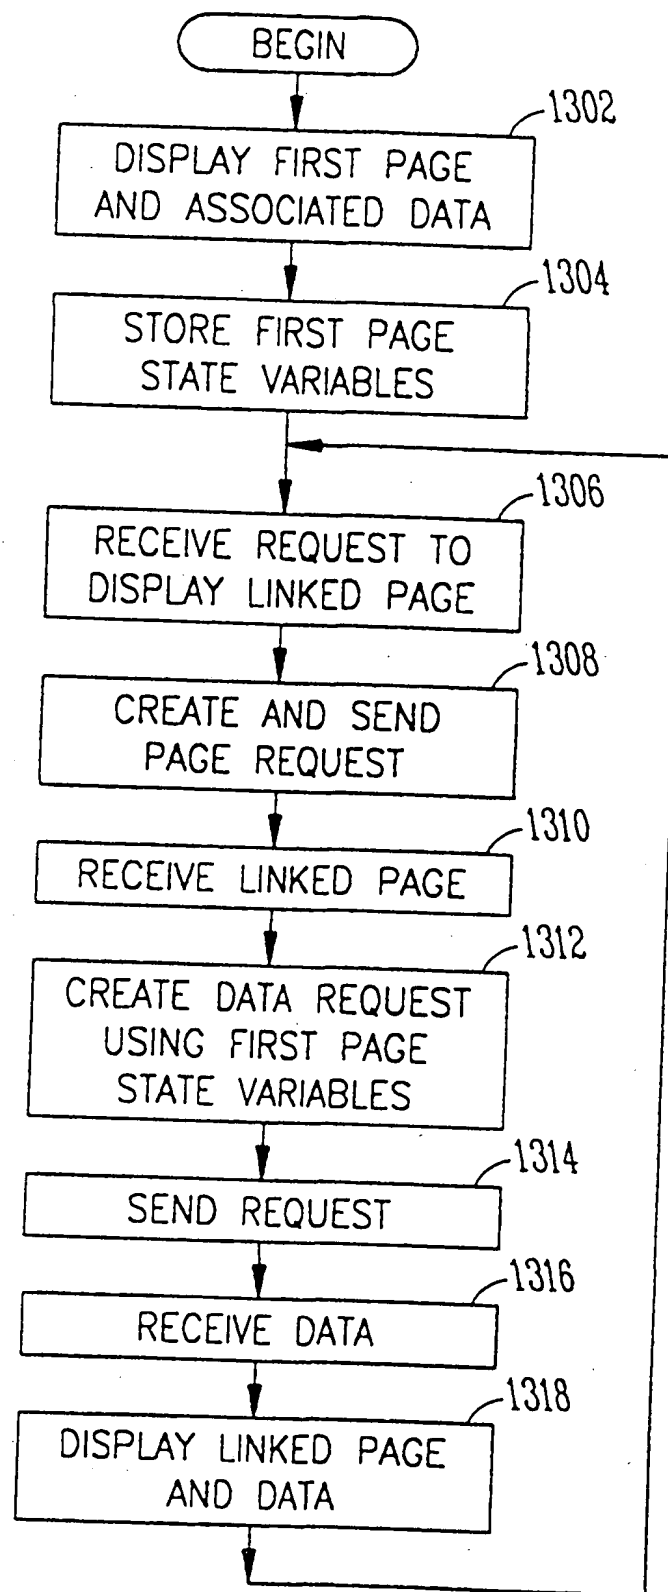 BEGIN
1302
DISPLAY FIRST PAGE
AND ASSOCIATED DATA
1304
STORE FIRST PAGE
STATE VARIABLES
1306
RECEIVE REQUEST TO
DISPLAY LINKED PAGE
1308
CREATE AND SEND
PAGE REQUEST
1310
RECEIVE LINKED PAGE
1312
CREATE DATA REQUEST
USING FIRST PAGE
STATE VARIABLES
1314
SEND REQUEST
1316
RECEIVE DATA
1318
DISPLAY LINKED PAGE
AND DATA